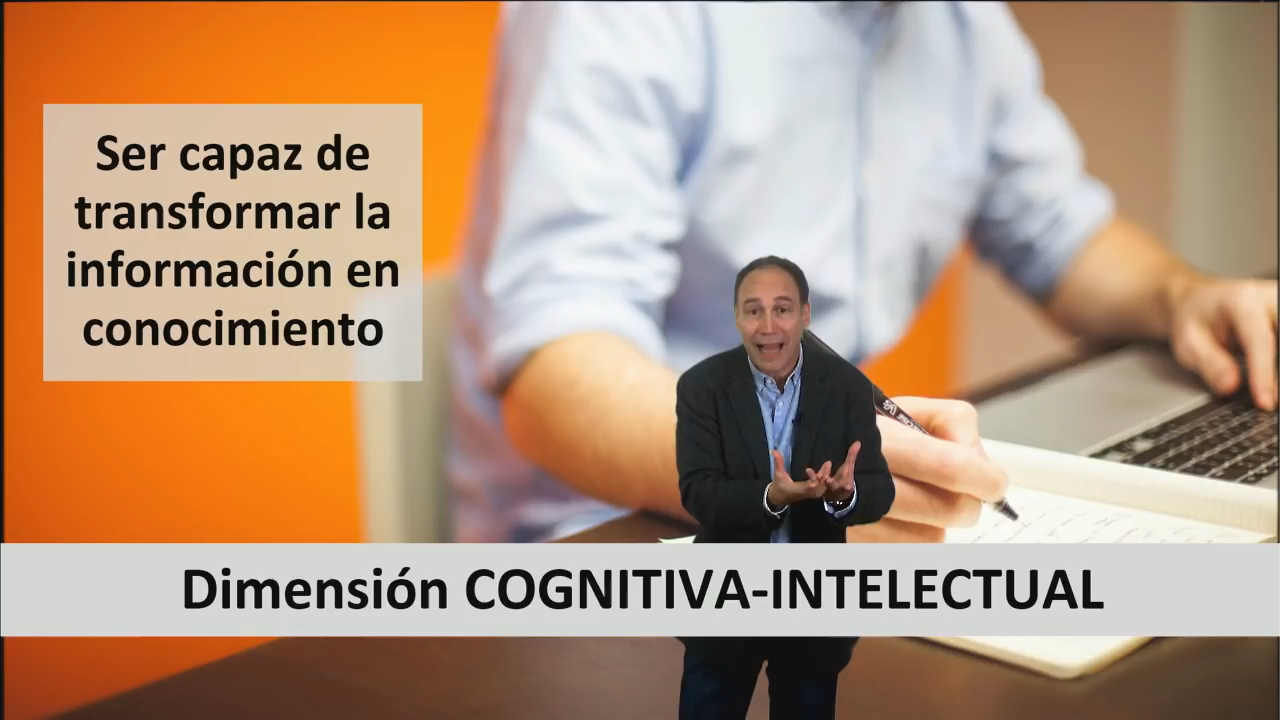 Ser capaz de
transformar la
información en
conocimiento
Dimensión COGNITIVA-INTELECTUAL